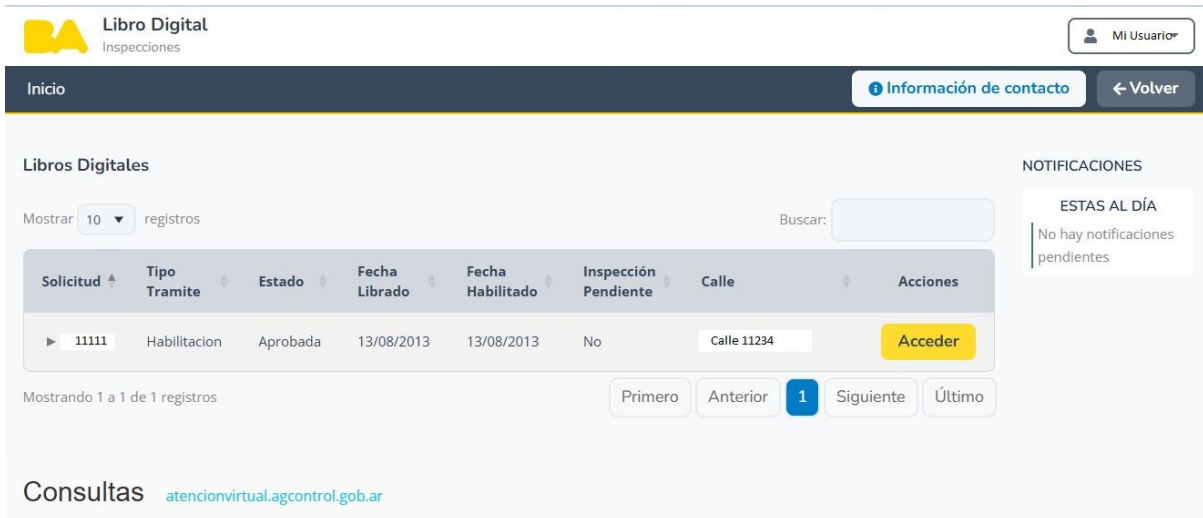 BA
Libro Digital
Inspecciones
Mi Usuario
Inicio
Información de contacto
Volver
Libros Digitales
NOTIFICACIONES
Mostrar 10 registros
Buscar:
ESTAS AL DÍA
No hay notificaciones
pendientes
Solicitud Tipo Tramite Estado Fecha Librado Fecha Habilitado Inspección Pendiente Calle Acciones
11111 Habilitacion Aprobada 13/08/2013 13/08/2013 No Calle 11234 Acceder
Mostrando 1 a 1 de 1 registros
Primero Anterior 1 Siguiente Último
Consultas atencionvirtual.agcontrol.gob.ar